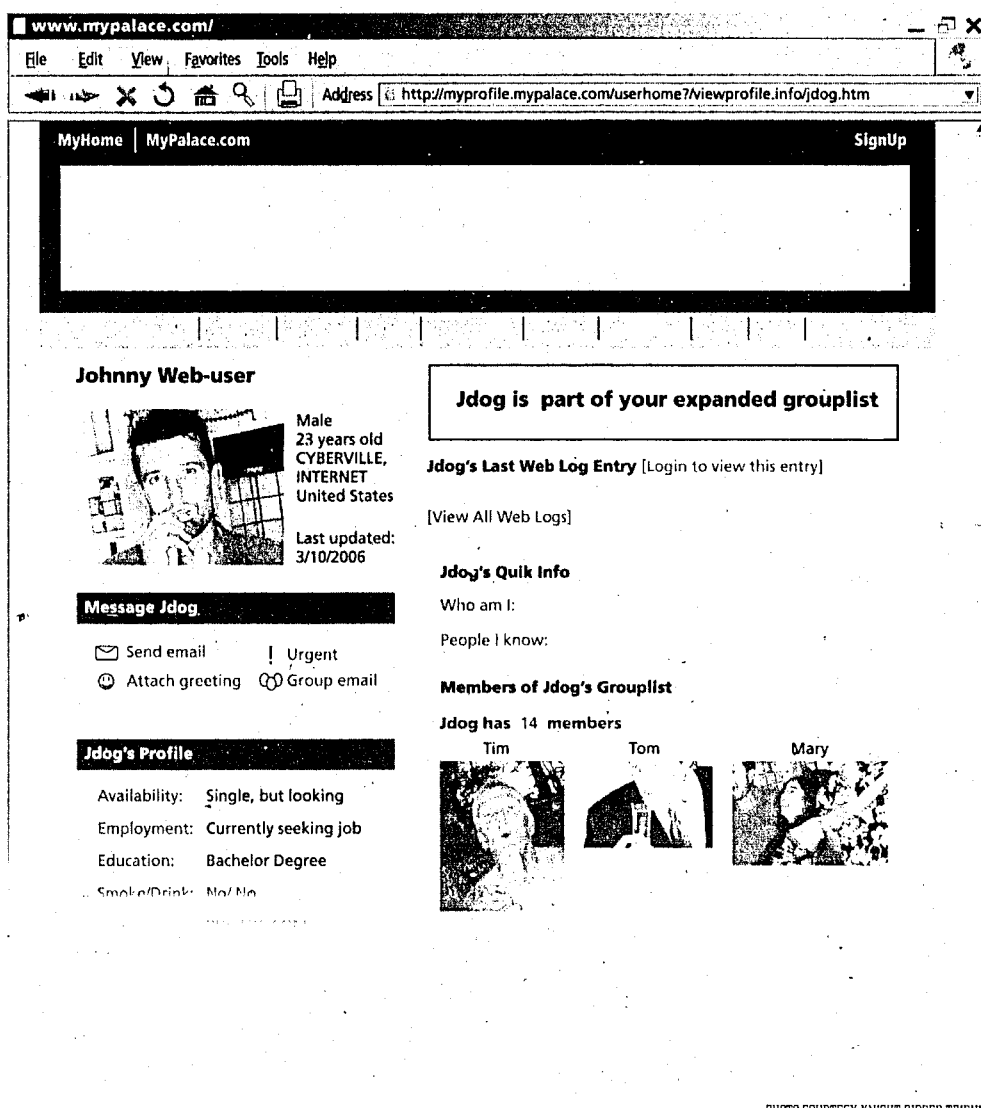 www.mypalace.com/
File Edit View Favorites Tools Help
Address http://myprofile.mypalace.com/userhome?/viewprofile.info/jdog.htm
MyHome MyPalace.com SignUp
Johnny Web-user
Male
23 years old
CYBERVILLE,
INTERNET
United States
Last updated:
3/10/2006
Message Jdog
Send email ! Urgent
Attach greeting Group email
Jdog's Profile
Availability: Single, but looking
Employment: Currently seeking job
Education: Bachelor Degree
Smoke/Drink: No/ No
Jdog is part of your expanded grouplist
Jdog's Last Web Log Entry [Login to view this entry]
[View All Web Logs]
Jdog's Quik Info
Who am I:
People I know:
Members of Jdog's Grouplist
Jdog has 14 members
Tim Tom Mary
PHOTO COURTESY KNIGHT RIDDER